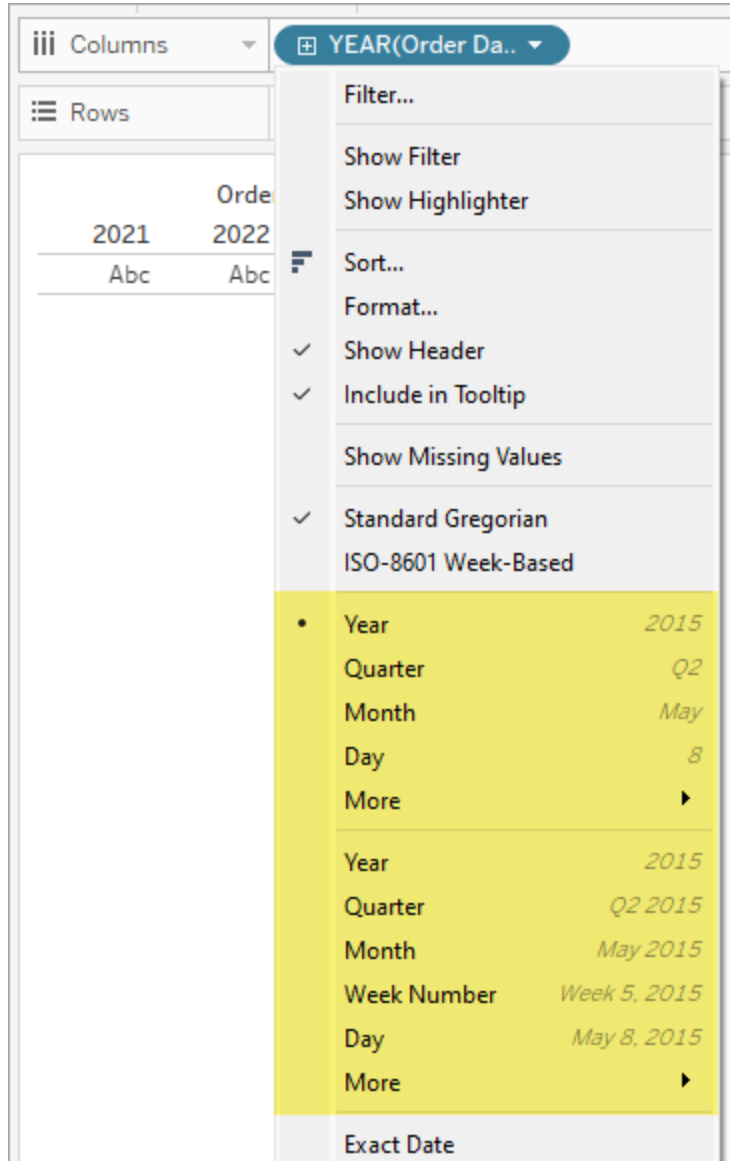 Columns YEAR(Order Da..
Filter...
Rows
Show Filter
Orde
Show Highlighter
2021 2022
Abc Abc
Sort...
Format...
Show Header
Include in Tooltip
Show Missing Values
Standard Gregorian
ISO-8601 Week-Based
Year 2015
Quarter Q2
Month May
Day 8
More
Year 2015
Quarter Q2 2015
Month May 2015
Week Number Week 5, 2015
Day May 8, 2015
More
Exact Date